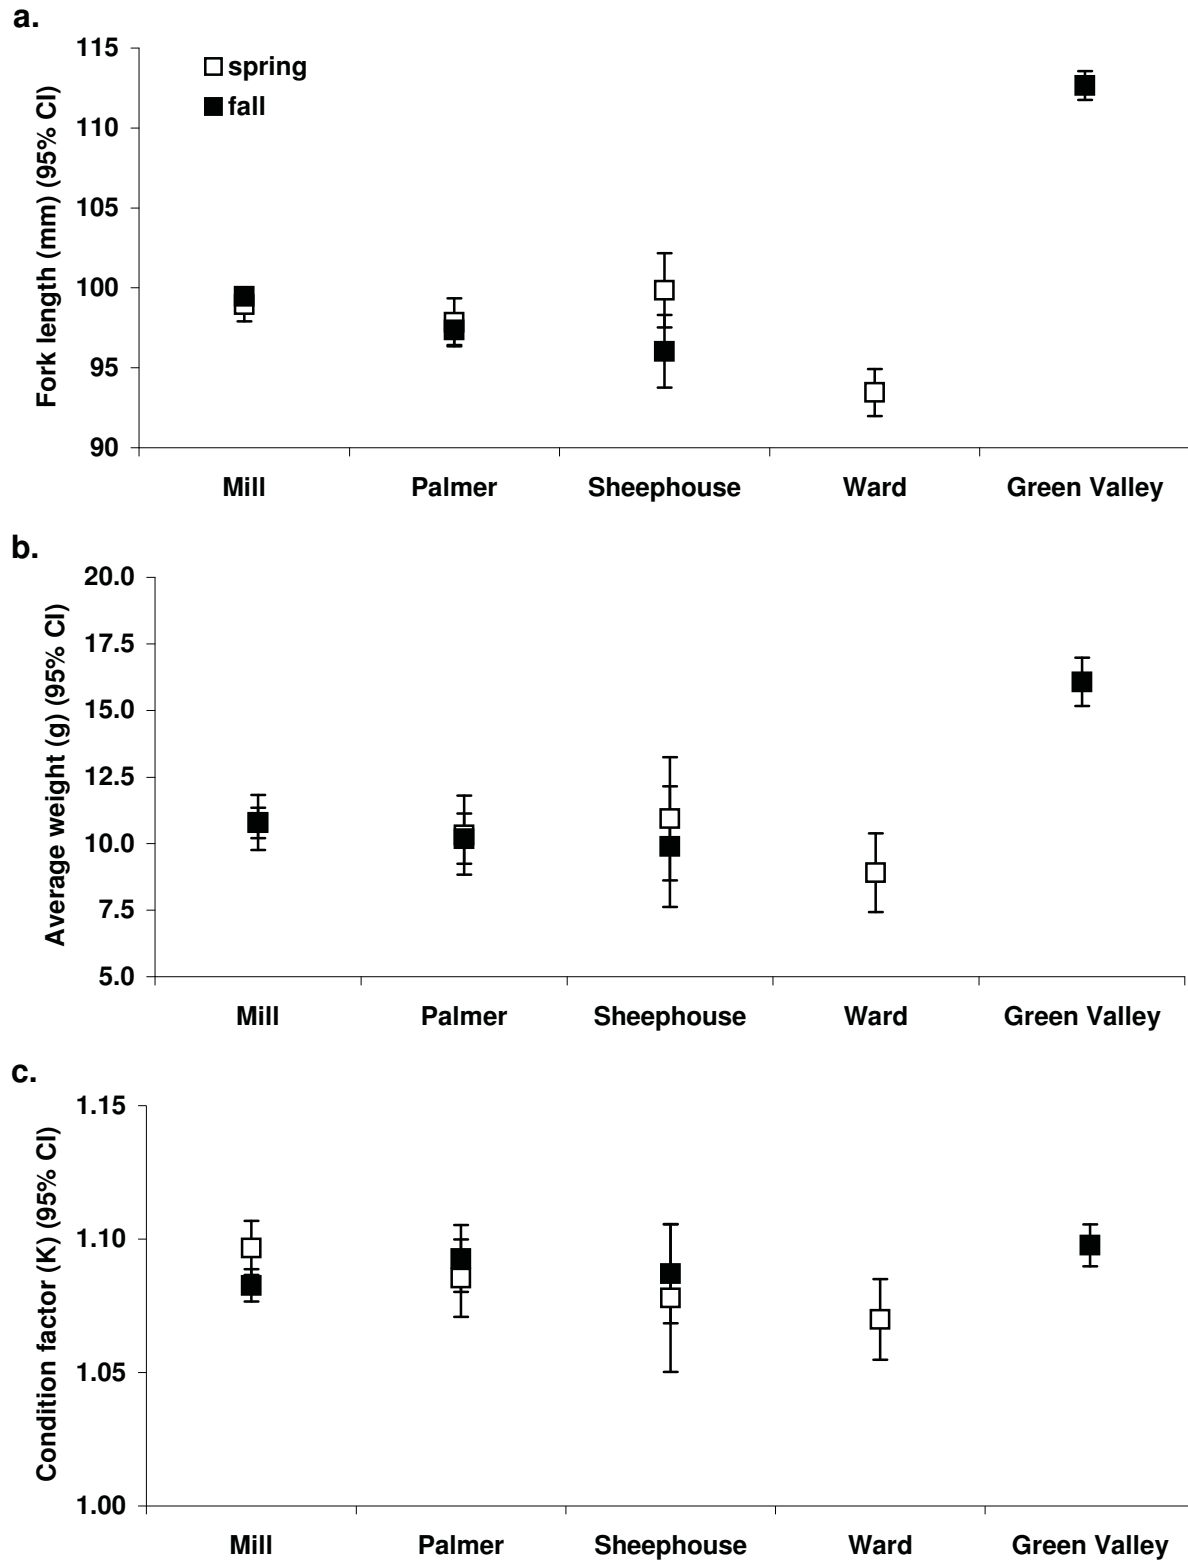 a.
Fork length (mm) (95% CI)
115
110
105
100
95
90
spring
fall
Mill Palmer Sheephouse Ward Green Valley
b.
Average weight (g) (95% CI)
20.0
17.5
15.0
12.5
10.0
7.5
5.0
Mill Palmer Sheephouse Ward Green Valley
c.
Condition factor (K) (95% CI)
1.15
1.10
1.05
1.00
Mill Palmer Sheephouse Ward Green Valley